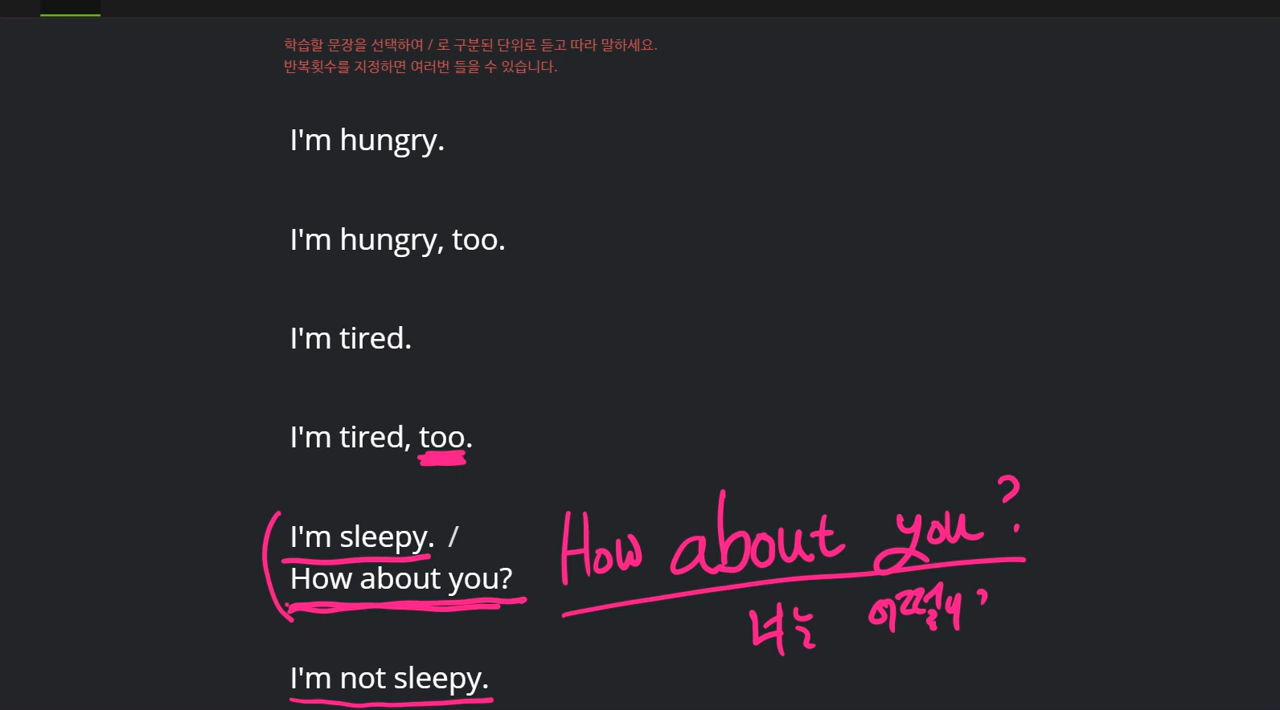 학습할 문장을 선택하여 / 로 구분된 단위로 듣고 따라 말하세요.
반복횟수를 지정하면 여러번 들을 수 있습니다.
I'm hungry.
I'm hungry, too.
I'm tired.
I'm tired, too.
I'm sleepy. /
How about you?
How about you?
너는
I'm not sleepy.